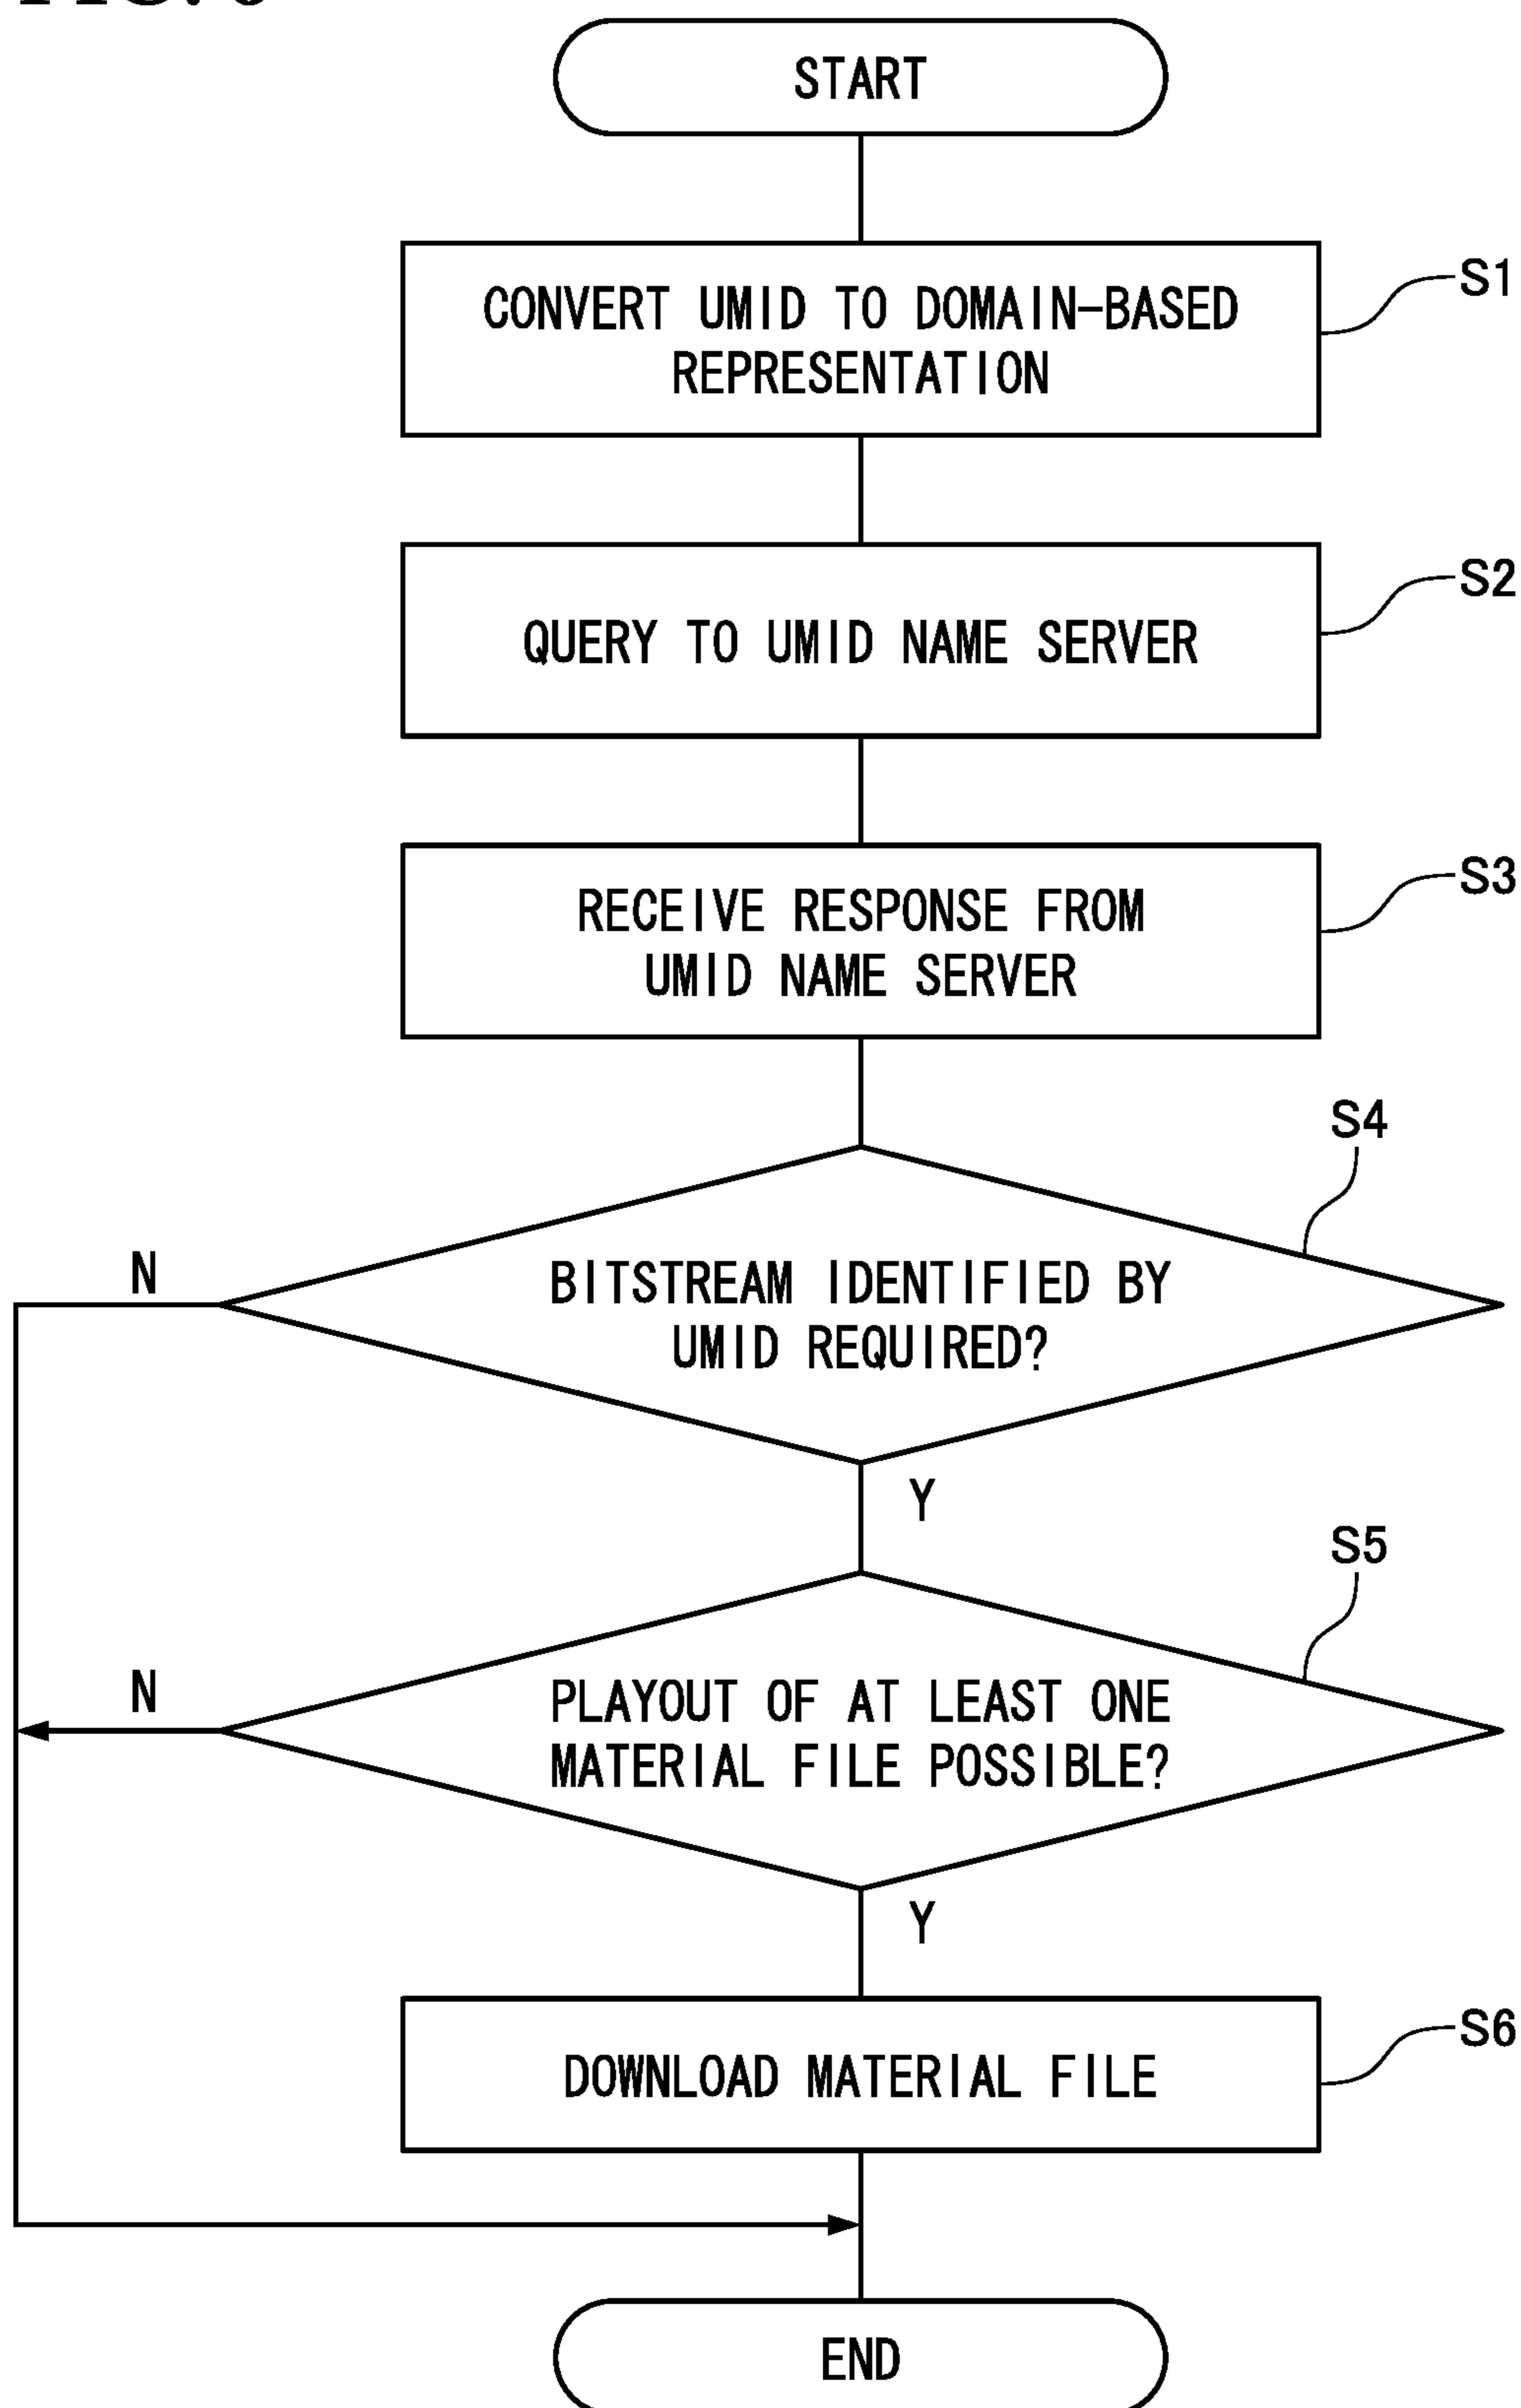 START
CONVERT UMID TO DOMAIN-BASED
REPRESENTATION
S1
QUERY TO UMID NAME SERVER
S2
RECEIVE RESPONSE FROM
UMID NAME SERVER
S3
S4
N
BITSTREAM IDENTIFIED BY
UMID REQUIRED?
Y
S5
N
PLAYOUT OF AT LEAST ONE
MATERIAL FILE POSSIBLE?
Y
DOWNLOAD MATERIAL FILE
S6
END